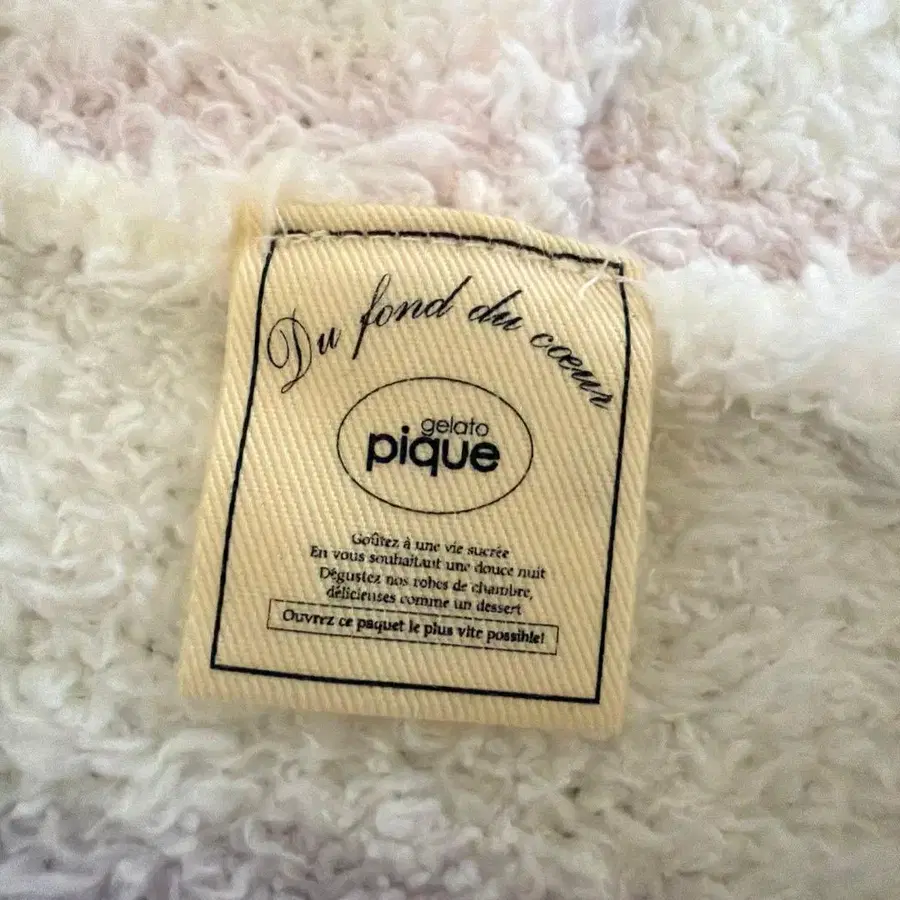 Du fond du cœur
gelato
pique
Goûtez à une vie sucrée
En vous souhaitant une douce nuit
Dégustez nos robes de chambre,
délicieuses comme un dessert
Ouvrez ce paquet le plus vite possible!